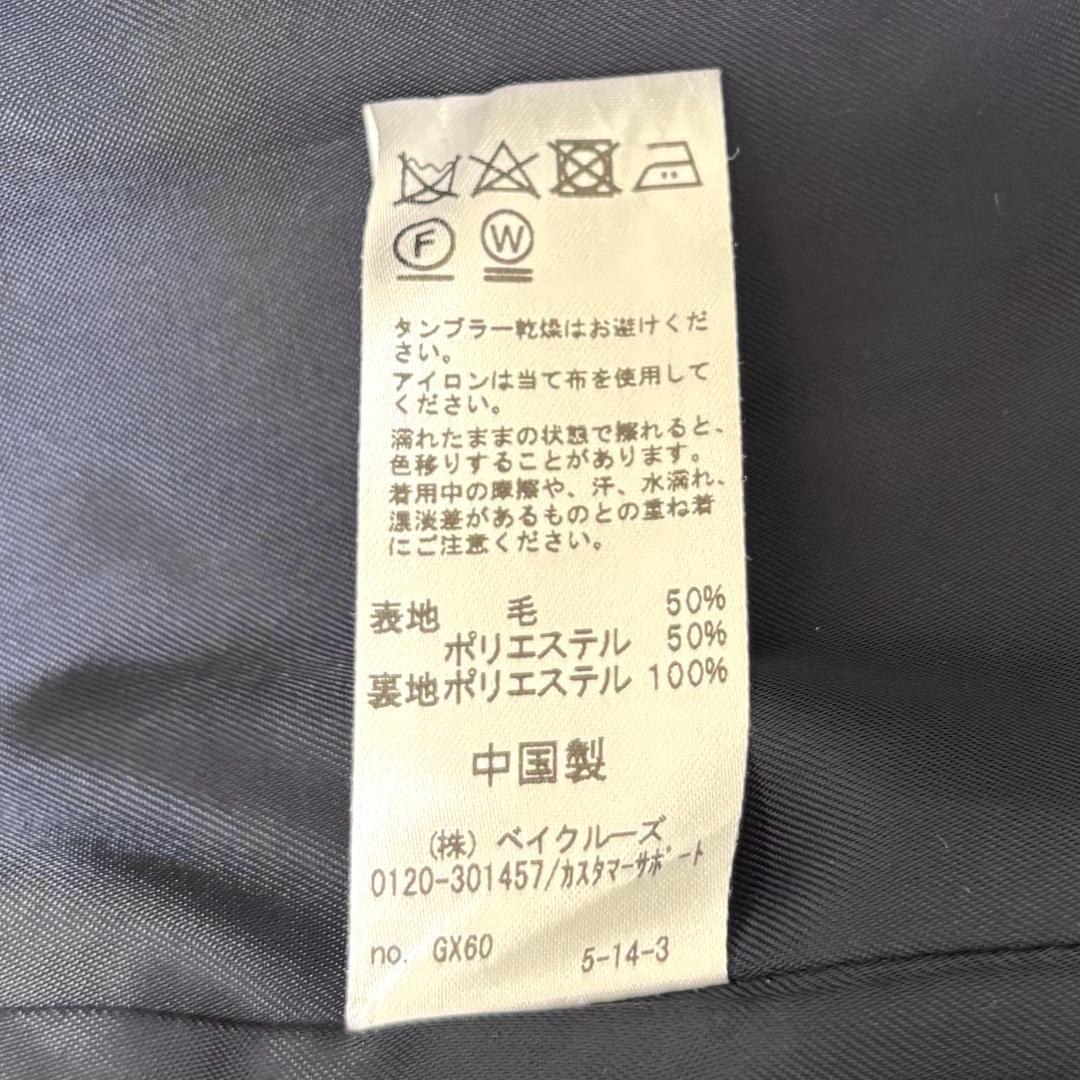 F W
タンブラー乾燥はお避けくだ
さい。
アイロンは当て布を使用して
ください。
濡れたままの状態で擦れると、
色移りすることがあります。
着用中の摩擦や、汗、水濡れ、
濃淡差があるものとの重ね着
にご注意ください。
表地 毛 50%
ポリエステル 50%
裏地ポリエステル 100%
中国製
(株) ベイクルーズ
0120-301457/カスタマーサポート
no. GX60 5-14-3